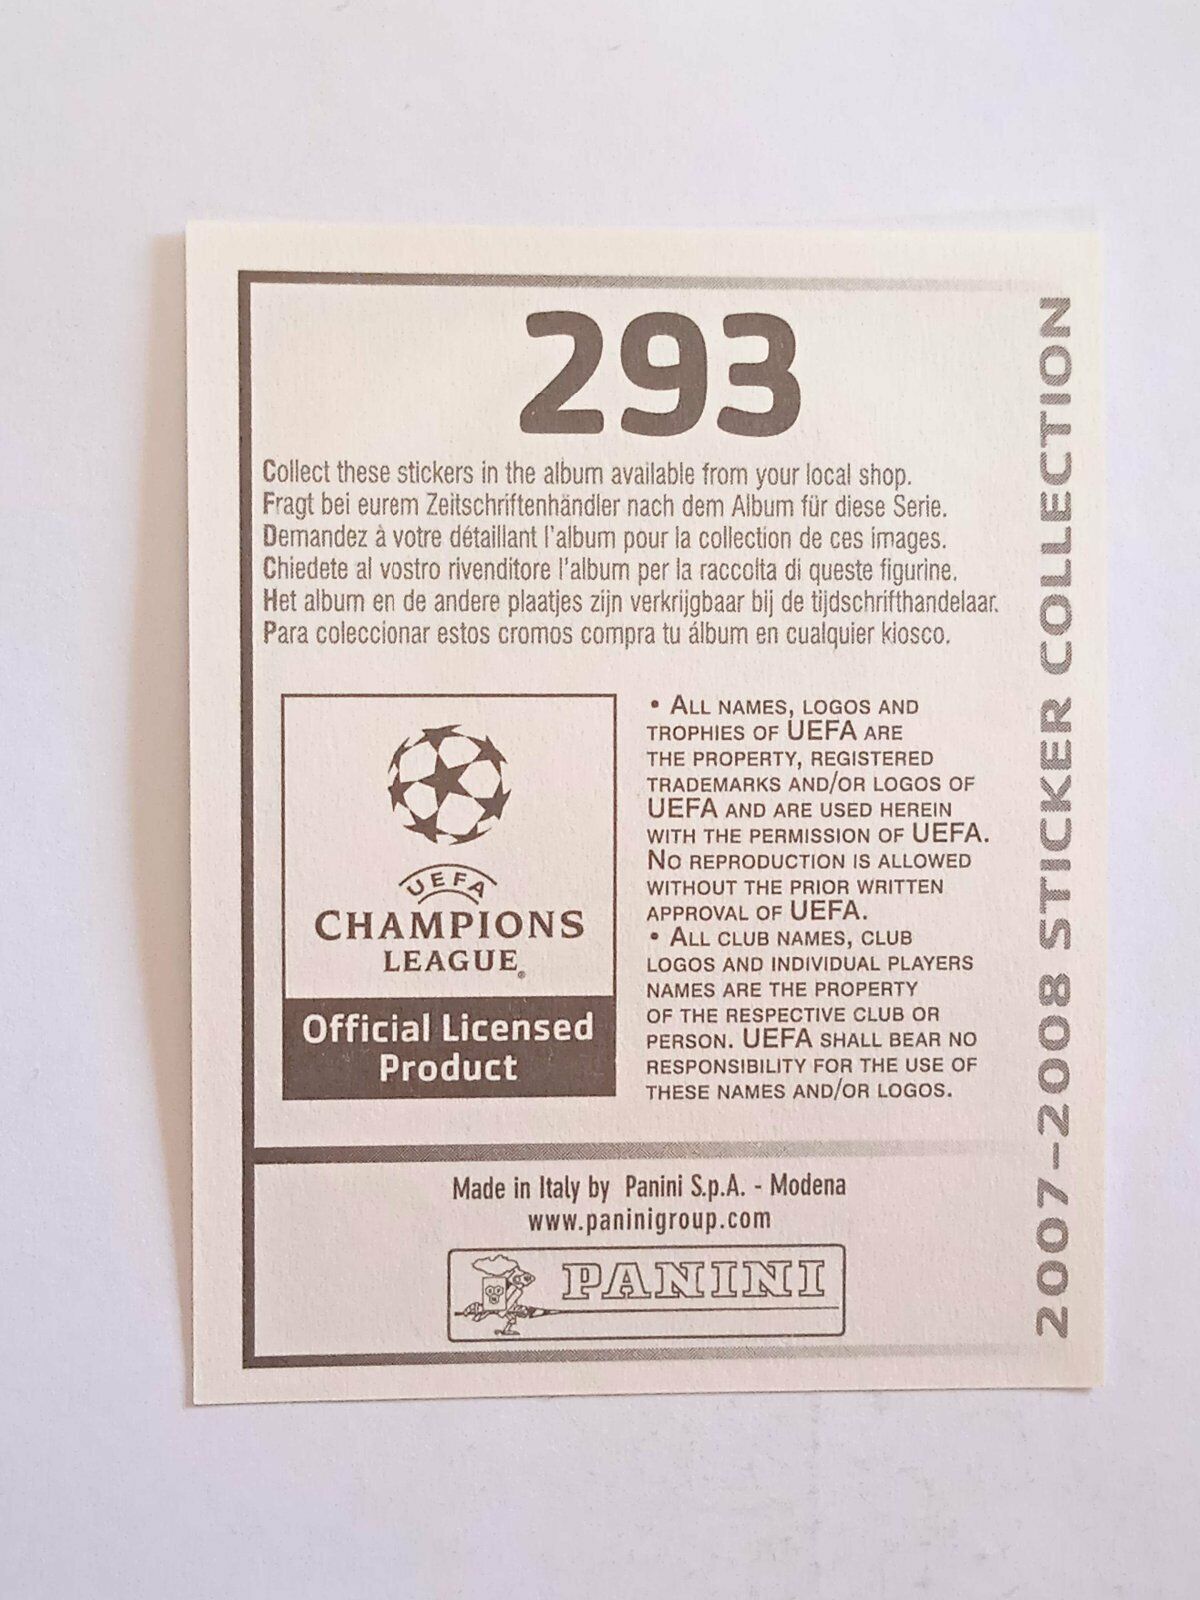 293
Collect these stickers in the album available from your local shop.
Fragt bei eurem Zeitschriftenhändler nach dem Album für diese Serie.
Demandez à votre détaillant l'album pour la collection de ces images.
Chiedete al vostro rivenditore l'album per la raccolta di queste figurine.
Het album en de andere plaatjes zijn verkrijgbaar bij de tijdschrifthandelaar.
Para coleccionar estos cromos compra tu álbum en cualquier kiosco.
UEFA
CHAMPIONS
LEAGUE®
Official Licensed
Product
• ALL NAMES, LOGOS AND
TROPHIES OF UEFA ARE
THE PROPERTY, REGISTERED
TRADEMARKS AND/OR LOGOS OF
UEFA AND ARE USED HEREIN
WITH THE PERMISSION OF UEFA.
NO REPRODUCTION IS ALLOWED
WITHOUT THE PRIOR WRITTEN
APPROVAL OF UEFA.
• ALL CLUB NAMES, CLUB
LOGOS AND INDIVIDUAL PLAYERS
NAMES ARE THE PROPERTY
OF THE RESPECTIVE CLUB OR
PERSON. UEFA SHALL BEAR NO
RESPONSIBILITY FOR THE USE OF
THESE NAMES AND/OR LOGOS.
Made in Italy by Panini S.p.A. - Modena
www.paninigroup.com
PANINI
2007-2008 STICKER COLLECTION